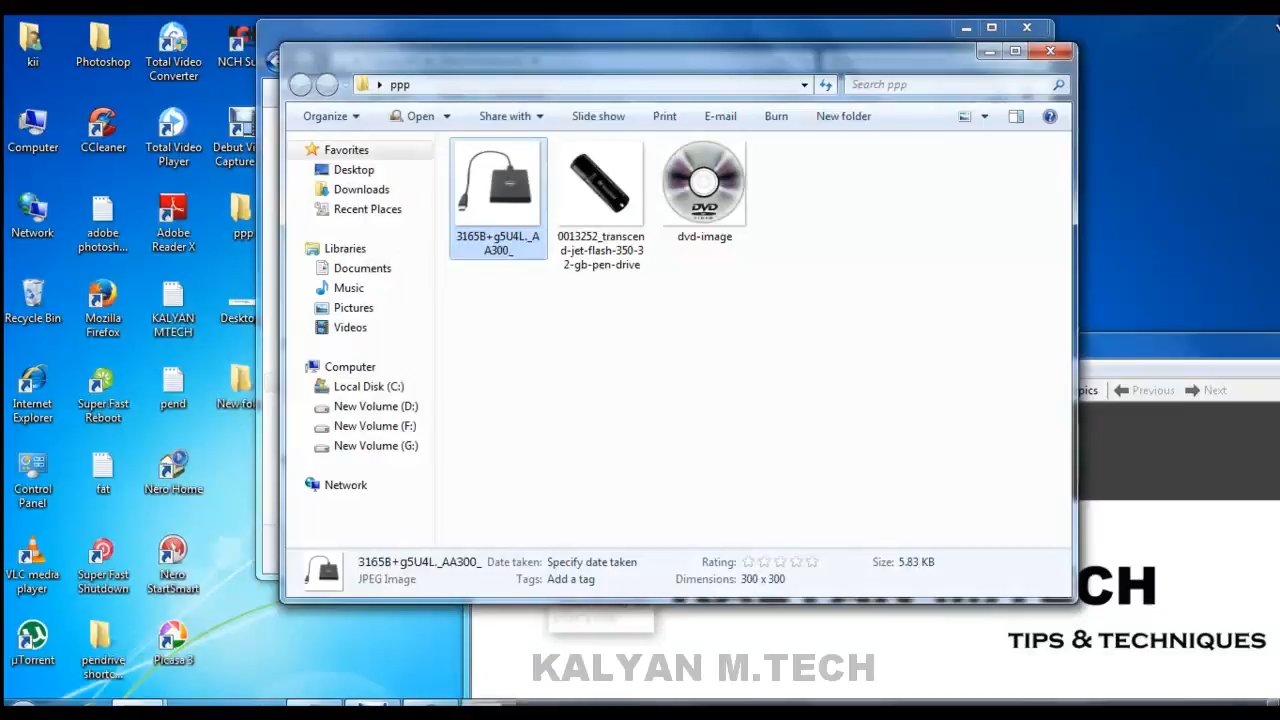 kii
Photoshop
Total Video
Converter
NCH Su
Computer
CCleaner
Total Video
Player
Debut Vi
Capture
Network
adobe
photosh...
Adobe
Reader X
ppp
Recycle Bin
Mozilla
Firefox
KALYAN
MTECH
Deskto
Internet
Explorer
Super Fast
Reboot
pend
New fol
Control
Panel
fat
Nero Home
VLC media
player
Super Fast
Shutdown
Nero
StartSmart
µTorrent
pendrive
shortc...
Picasa 3
ppp
Search ppp
Organize
Open
Share with
Slide show
Print
E-mail
Burn
New folder
Favorites
Desktop
Downloads
Recent Places
Libraries
Documents
Music
Pictures
Videos
Computer
Local Disk (C:)
New Volume (D:)
New Volume (F:)
New Volume (G:)
Network
3165B+g5U4L._A
A300_
0013252_transcen
d-jet-flash-350-3
2-gb-pen-drive
DVD
dvd-image
3165B+g5U4L._AA300_
JPEG Image
Date taken: Specify date taken
Tags: Add a tag
Rating:
Dimensions: 300 x 300
Size: 5.83 KB
pics
Previous
Next
CH
TIPS & TECHNIQUES
KALYAN M.TECH